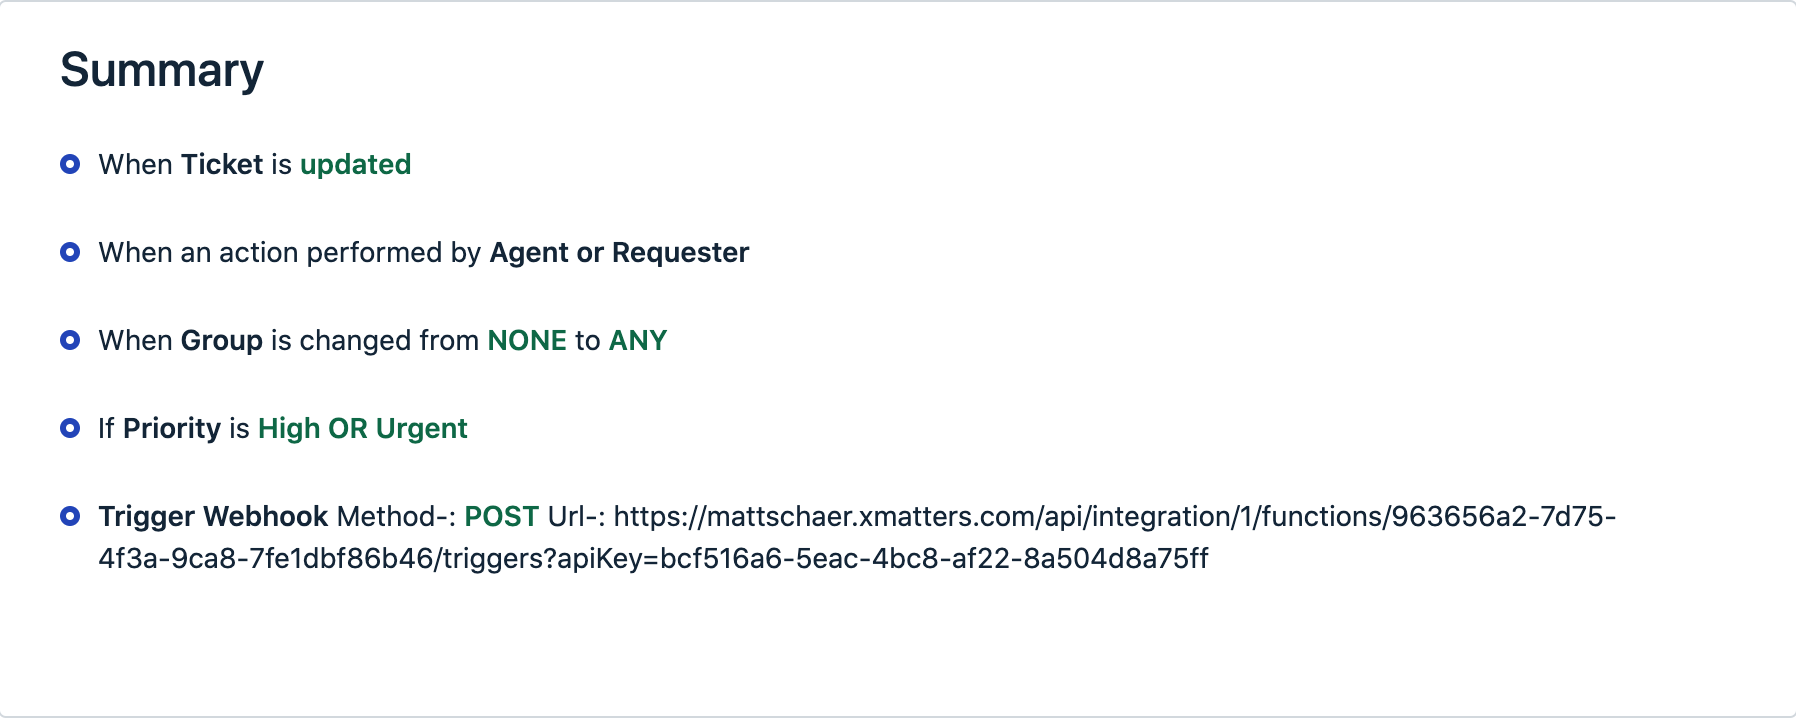 Summary
When Ticket is updated
When an action performed by Agent or Requester
When Group is changed from NONE to ANY
If Priority is High OR Urgent
Trigger Webhook Method-: POST Url-: https://mattschaer.xmatters.com/api/integration/1/functions/963656a2-7d75-
4f3a-9ca8-7fe1dbf86b46/triggers?apiKey=bcf516a6-5eac-4bc8-af22-8a504d8a75ff